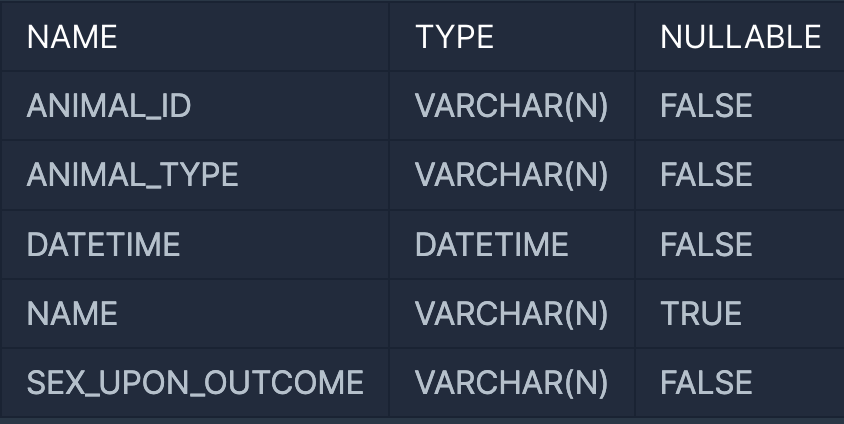 NAME TYPE NULLABLE
ANIMAL_ID VARCHAR(N) FALSE
ANIMAL_TYPE VARCHAR(N) FALSE
DATETIME DATETIME FALSE
NAME VARCHAR(N) TRUE
SEX_UPON_OUTCOME VARCHAR(N) FALSE